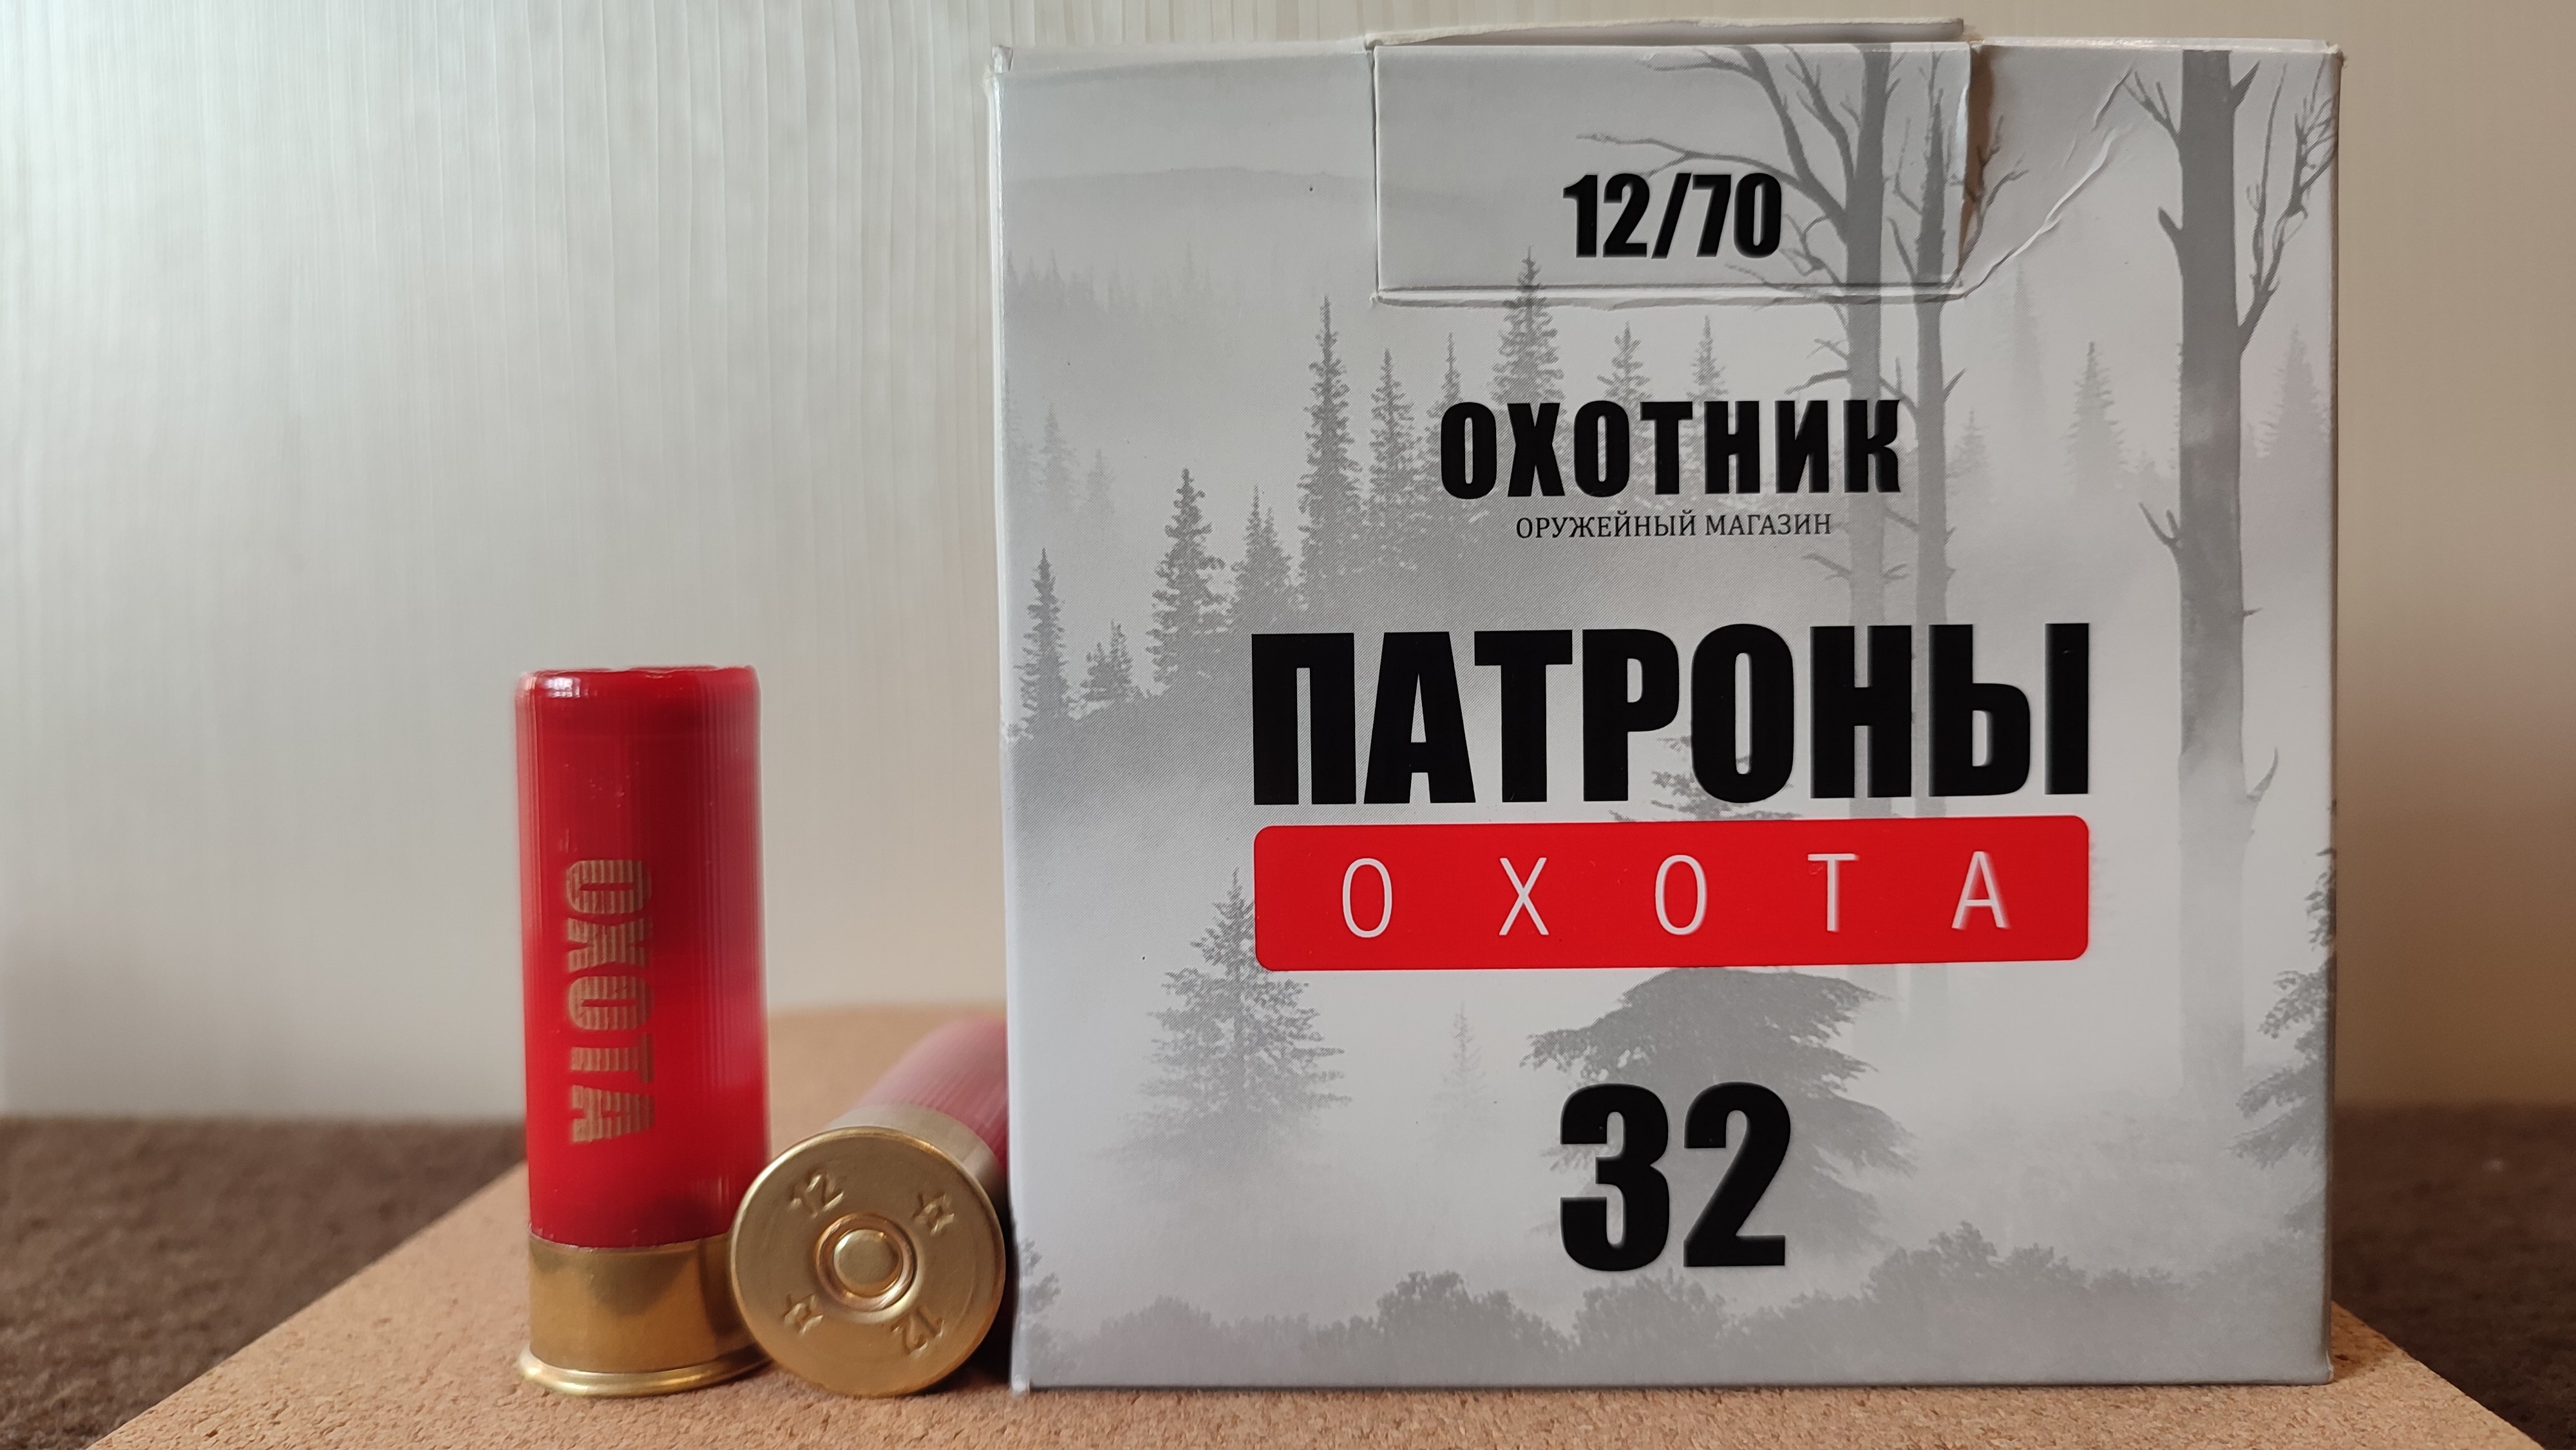 12/70
ОХОТНИК
ОРУЖЕЙНЫЙ МАГАЗИН
ПАТРОНЫ
ОХОТА
32
ОХОТА
12
12